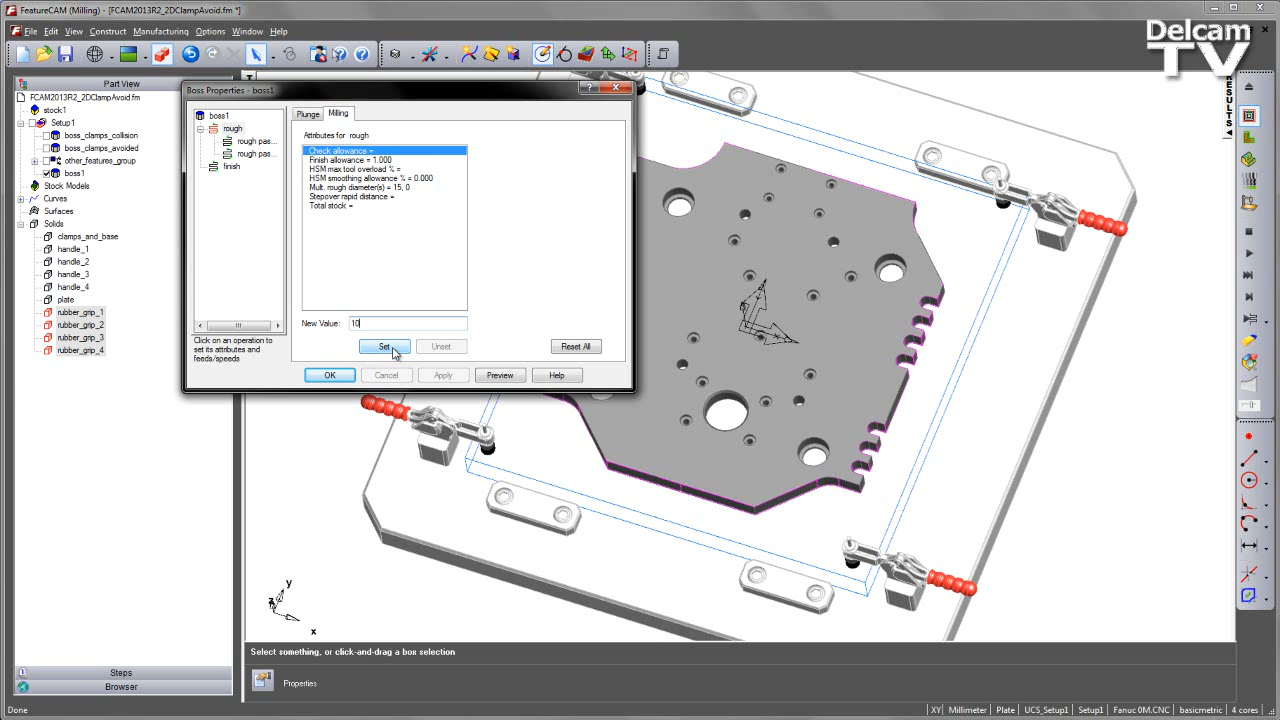 FeatureCAM (Milling) - [FCAM2013R2_2DClampAvoid.fm *]
File Edit View Construct Manufacturing Options Window Help
Delcam
TV
Part View
FCAM2013R2_2DClampAvoid.fm
stock1
Setup1
boss_clamps_collision
boss_clamps_avoided
other_features_group
boss1
Stock Models
Curves
Surfaces
Solids
clamps_and_base
handle_1
handle_2
handle_3
handle_4
plate
rubber_grip_1
rubber_grip_2
rubber_grip_3
rubber_grip_4
Steps
Browser
Boss Properties - boss1
boss1
rough
rough pas...
rough pas...
finish
Click on an operation to
set its attributes and
feeds/speeds
Plunge Milling
Attributes for rough
Check allowance =
Finish allowance = 1.000
HSM max tool overload % =
HSM smoothing allowance % = 0.000
Mult. rough diameter(s) = 15, 0
Stepover rapid distance =
Total stock =
New Value: 10
Set Unset Reset All
OK Cancel Apply Preview Help
RESULTS
y
z
x
Select something, or click-and-drag a box selection
Properties
Done
XY Millimeter Plate UCS_Setup1 Setup1 Fanuc 0M.CNC basicmetric 4 cores